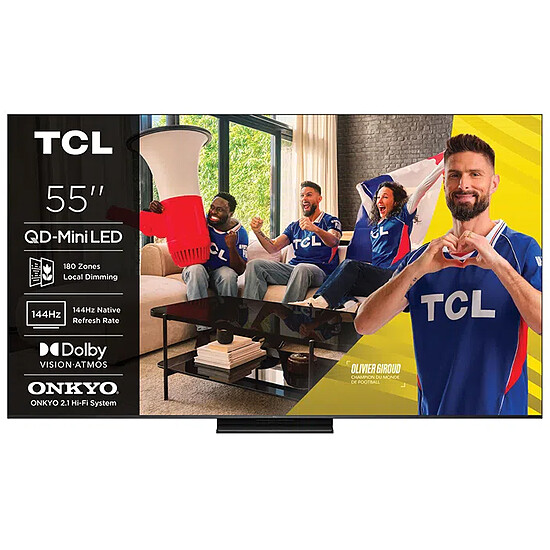 TCL
55''
QD-Mini LED
180 Zones
Local Dimming
144Hz
144Hz Native
Refresh Rate
Dolby
VISION·ATMOS
ONKYO
ONKYO 2.1 Hi-Fi System
TCL
TCL
TCL
OLIVIER GIROUD
CHAMPION DU MONDE
DE FOOTBALL